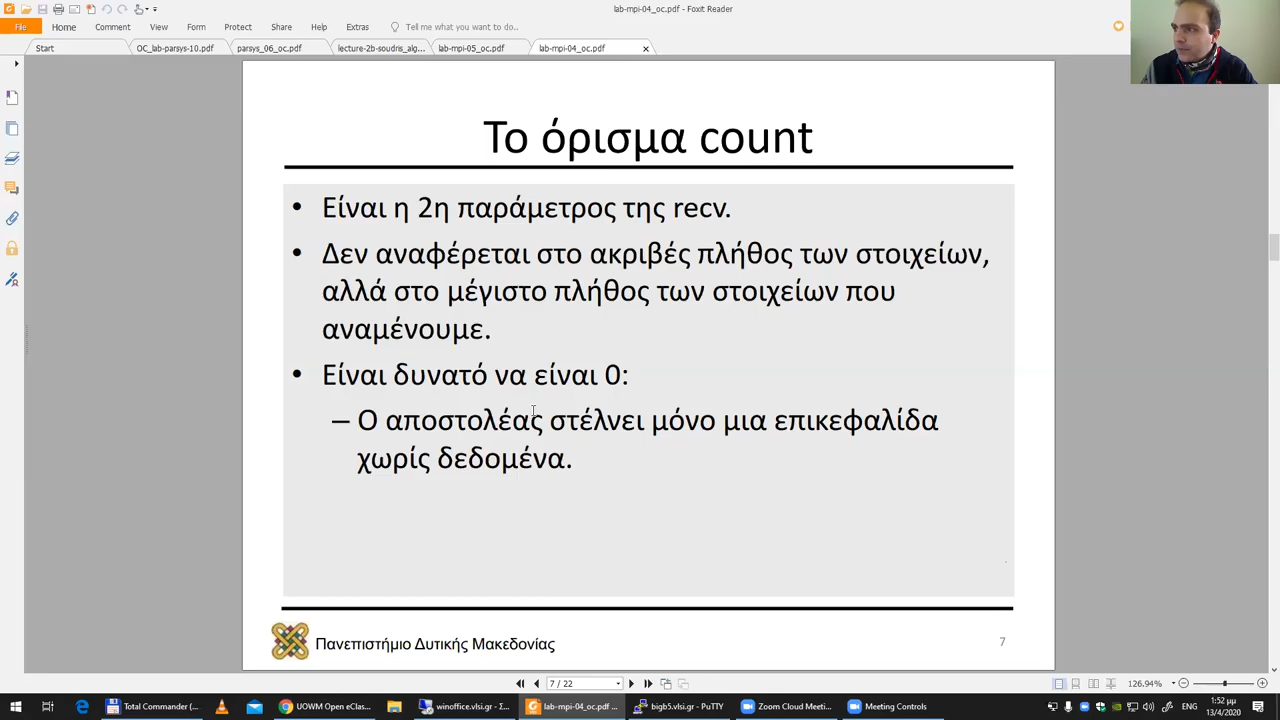 lab-mpi-04_oc.pdf - Foxit Reader
File Home Comment View Form Protect Share Help Extras Tell me what you want to do..
Start OC_lab-parsys-10.pdf parsys_06_oc.pdf lecture-2b-soudris_alg... lab-mpi-05_oc.pdf lab-mpi-04_oc.pdf
Το όρισμα count
• Είναι η 2η παράμετρος της recv.
• Δεν αναφέρεται στο ακριβές πλήθος των στοιχείων,
αλλά στο μέγιστο πλήθος των στοιχείων που
αναμένουμε.
• Είναι δυνατό να είναι 0:
– Ο αποστολέας στέλνει μόνο μια επικεφαλίδα
χωρίς δεδομένα.
Πανεπιστήμιο Δυτικής Μακεδονίας 7
7 / 22 126.94%
Total Commander (... UOWM Open eClas... winoffice.vlsi.gr - Σ... lab-mpi-04_oc.pdf ... bigb5.vlsi.gr - PuTTY Zoom Cloud Meeti... Meeting Controls
1:52 μμ
13/4/2020